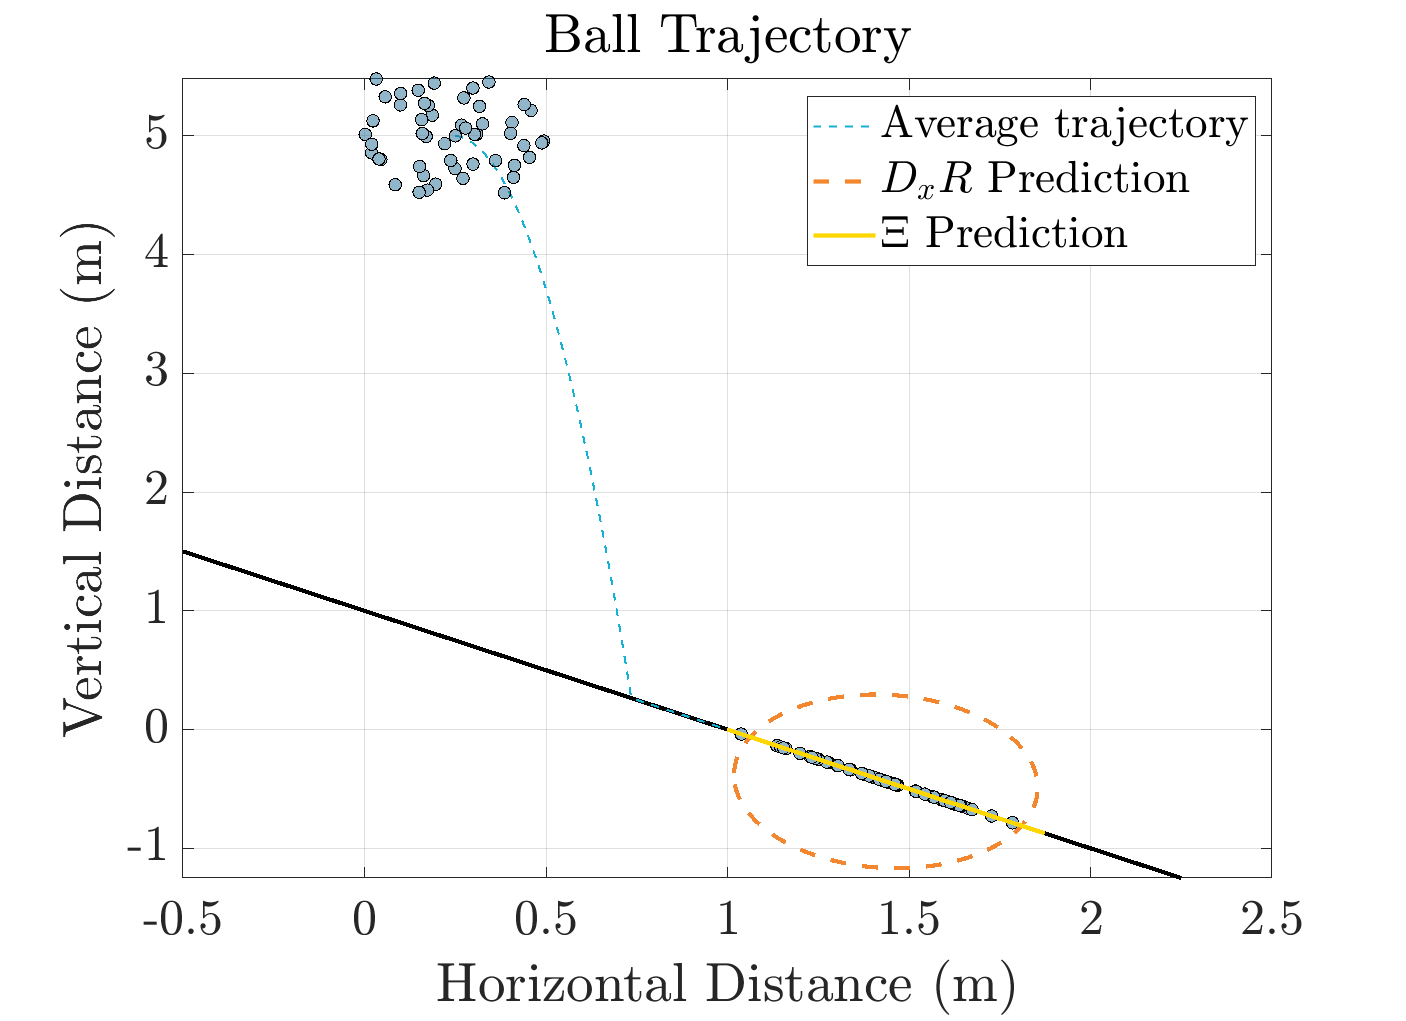 Ball Trajectory
Average trajectory
DₓR Prediction
Ξ Prediction
5
4
3
2
1
0
-1
Vertical Distance (m)
-0.5 0 0.5 1 1.5 2 2.5
Horizontal Distance (m)